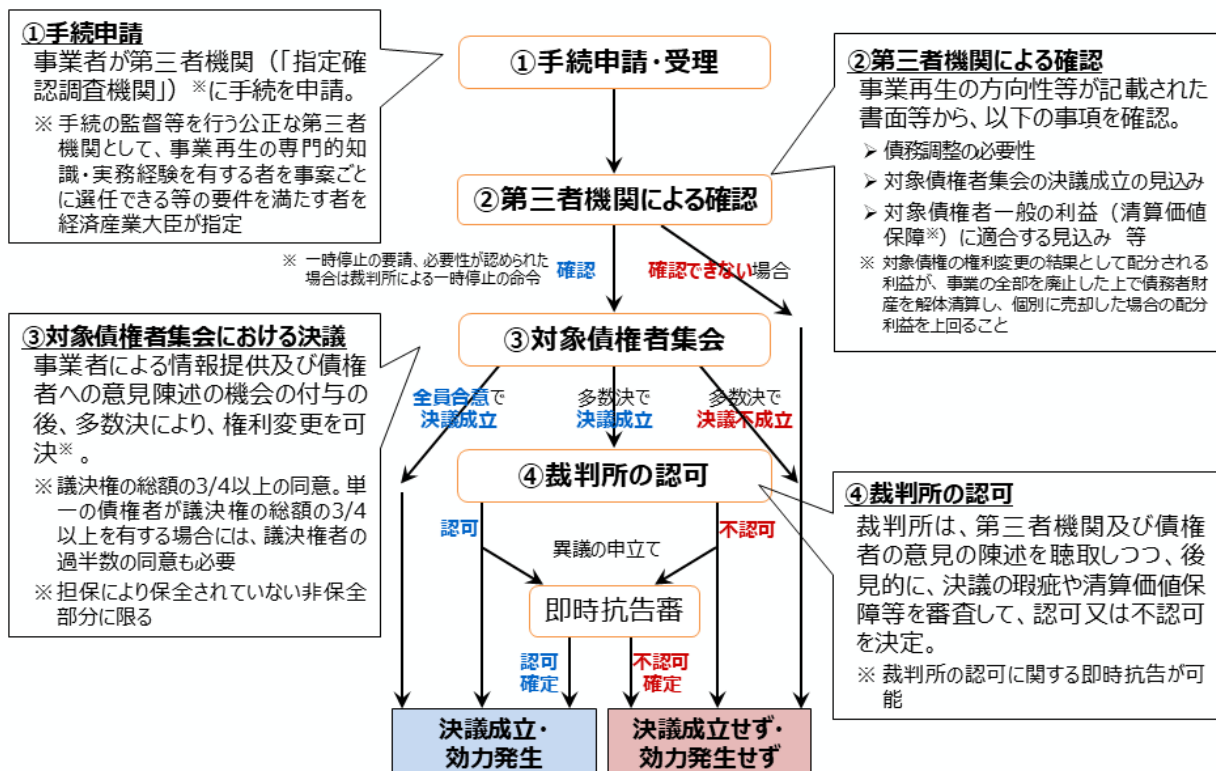 ①手続申請
事業者が第三者機関（「指定確
認調査機関」）※に手続を申請。
※ 手続の監督等を行う公正な第三者
機関として、事業再生の専門的知
識・実務経験を有する者を事案ごと
に選任できる等の要件を満たす者を
経済産業大臣が指定
①手続申請・受理
②第三者機関による確認
事業再生の方向性等が記載された
書面等から、以下の事項を確認。
➢ 債務調整の必要性
➢ 対象債権者集会の決議成立の見込み
➢ 対象債権者一般の利益（清算価値
保障※）に適合する見込み 等
※ 対象債権の権利変更の結果として配分される
利益が、事業の全部を廃止した上で債務者財
産を解体清算し、個別に売却した場合の配分
利益を上回ること
②第三者機関による確認
※ 一時停止の要請、必要性が認められた
場合は裁判所による一時停止の命令
確認
確認できない場合
③対象債権者集会における決議
事業者による情報提供及び債権
者への意見陳述の機会の付与の
後、多数決により、権利変更を可
決※。
※ 議決権の総額の3/4以上の同意。単
一の債権者が議決権の総額の3/4
以上を有する場合には、議決権者の
過半数の同意も必要
※ 担保により保全されていない非保全
部分に限る
③対象債権者集会
全員合意で
決議成立
多数決で
決議成立
多数決で
決議不成立
④裁判所の認可
認可
異議の申立て
不認可
即時抗告審
認可
確定
不認可
確定
④裁判所の認可
裁判所は、第三者機関及び債権
者の意見の陳述を聴取しつつ、後
見的に、決議の瑕疵や清算価値保
障等を審査して、認可又は不認可
を決定。
※ 裁判所の認可に関する即時抗告が可
能
決議成立・
効力発生
決議成立せず・
効力発生せず